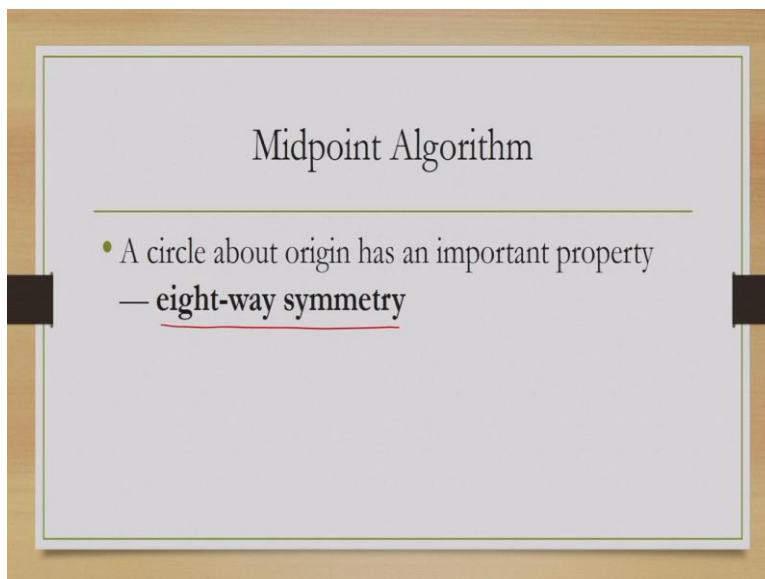 Midpoint Algorithm
• A circle about origin has an important property
— eight-way symmetry